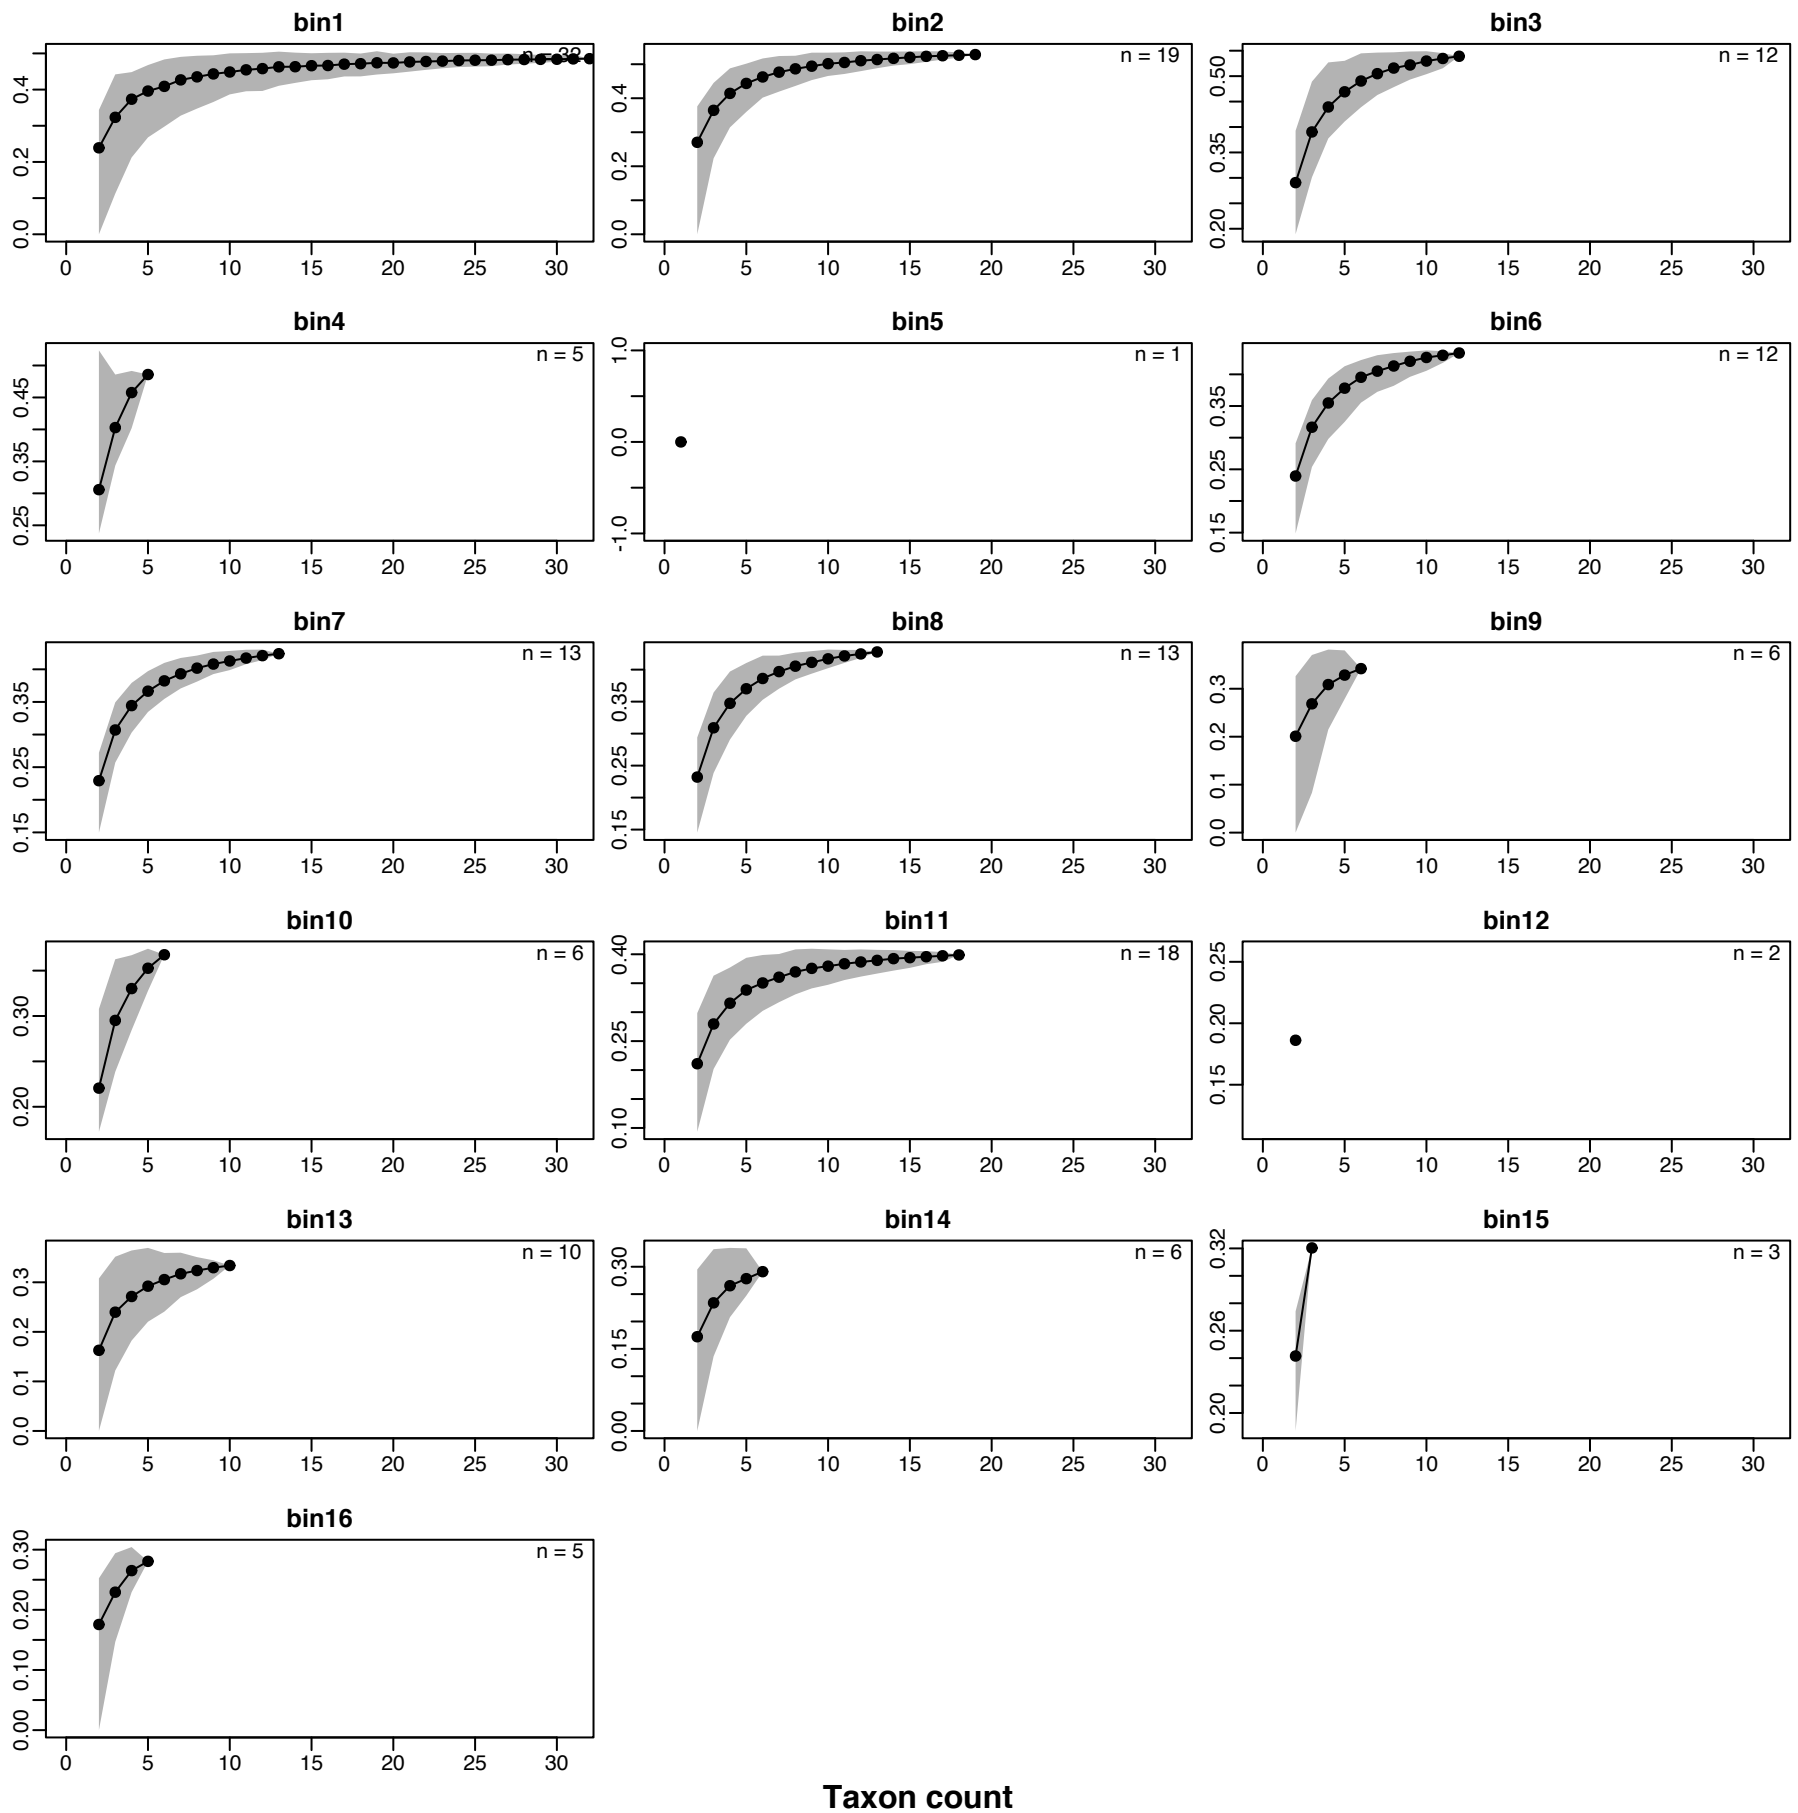 bin1 bin2 bin3
n = 32 n = 19 n = 12
0.0 0.2 0.4
0.0 0.2 0.4
0.20 0.35 0.50
0 5 10 15 20 25 30
0 5 10 15 20 25 30
0 5 10 15 20 25 30
bin4 bin5 bin6
n = 5 n = 1 n = 12
0.25 0.35 0.45
-1.0 0.0 1.0
0.15 0.25 0.35
0 5 10 15 20 25 30
0 5 10 15 20 25 30
0 5 10 15 20 25 30
bin7 bin8 bin9
n = 13 n = 13 n = 6
0.15 0.25 0.35
0.15 0.25 0.35
0.0 0.1 0.2 0.3
0 5 10 15 20 25 30
0 5 10 15 20 25 30
0 5 10 15 20 25 30
bin10 bin11 bin12
n = 6 n = 18 n = 2
0.20 0.30
0.10 0.25 0.40
0.15 0.20 0.25
0 5 10 15 20 25 30
0 5 10 15 20 25 30
0 5 10 15 20 25 30
bin13 bin14 bin15
n = 10 n = 6 n = 3
0.0 0.1 0.2 0.3
0.00 0.15 0.30
0.20 0.26 0.32
0 5 10 15 20 25 30
0 5 10 15 20 25 30
0 5 10 15 20 25 30
bin16
n = 5
0.00 0.10 0.20 0.30
0 5 10 15 20 25 30
Taxon count